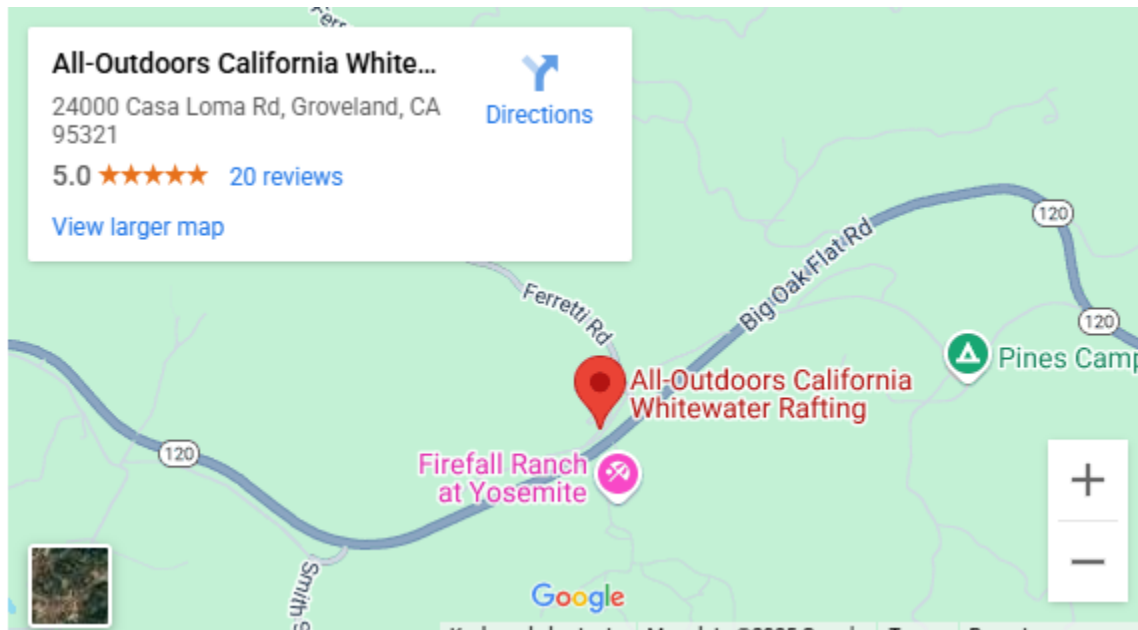 All-Outdoors California White...
24000 Casa Loma Rd, Groveland, CA
95321
Directions
5.0
20 reviews
View larger map
120
Big Oak Flat Rd
120
Ferretti Rd
Pines Camp
All-Outdoors California
Whitewater Rafting
120
Firefall Ranch
at Yosemite
Smith
Google